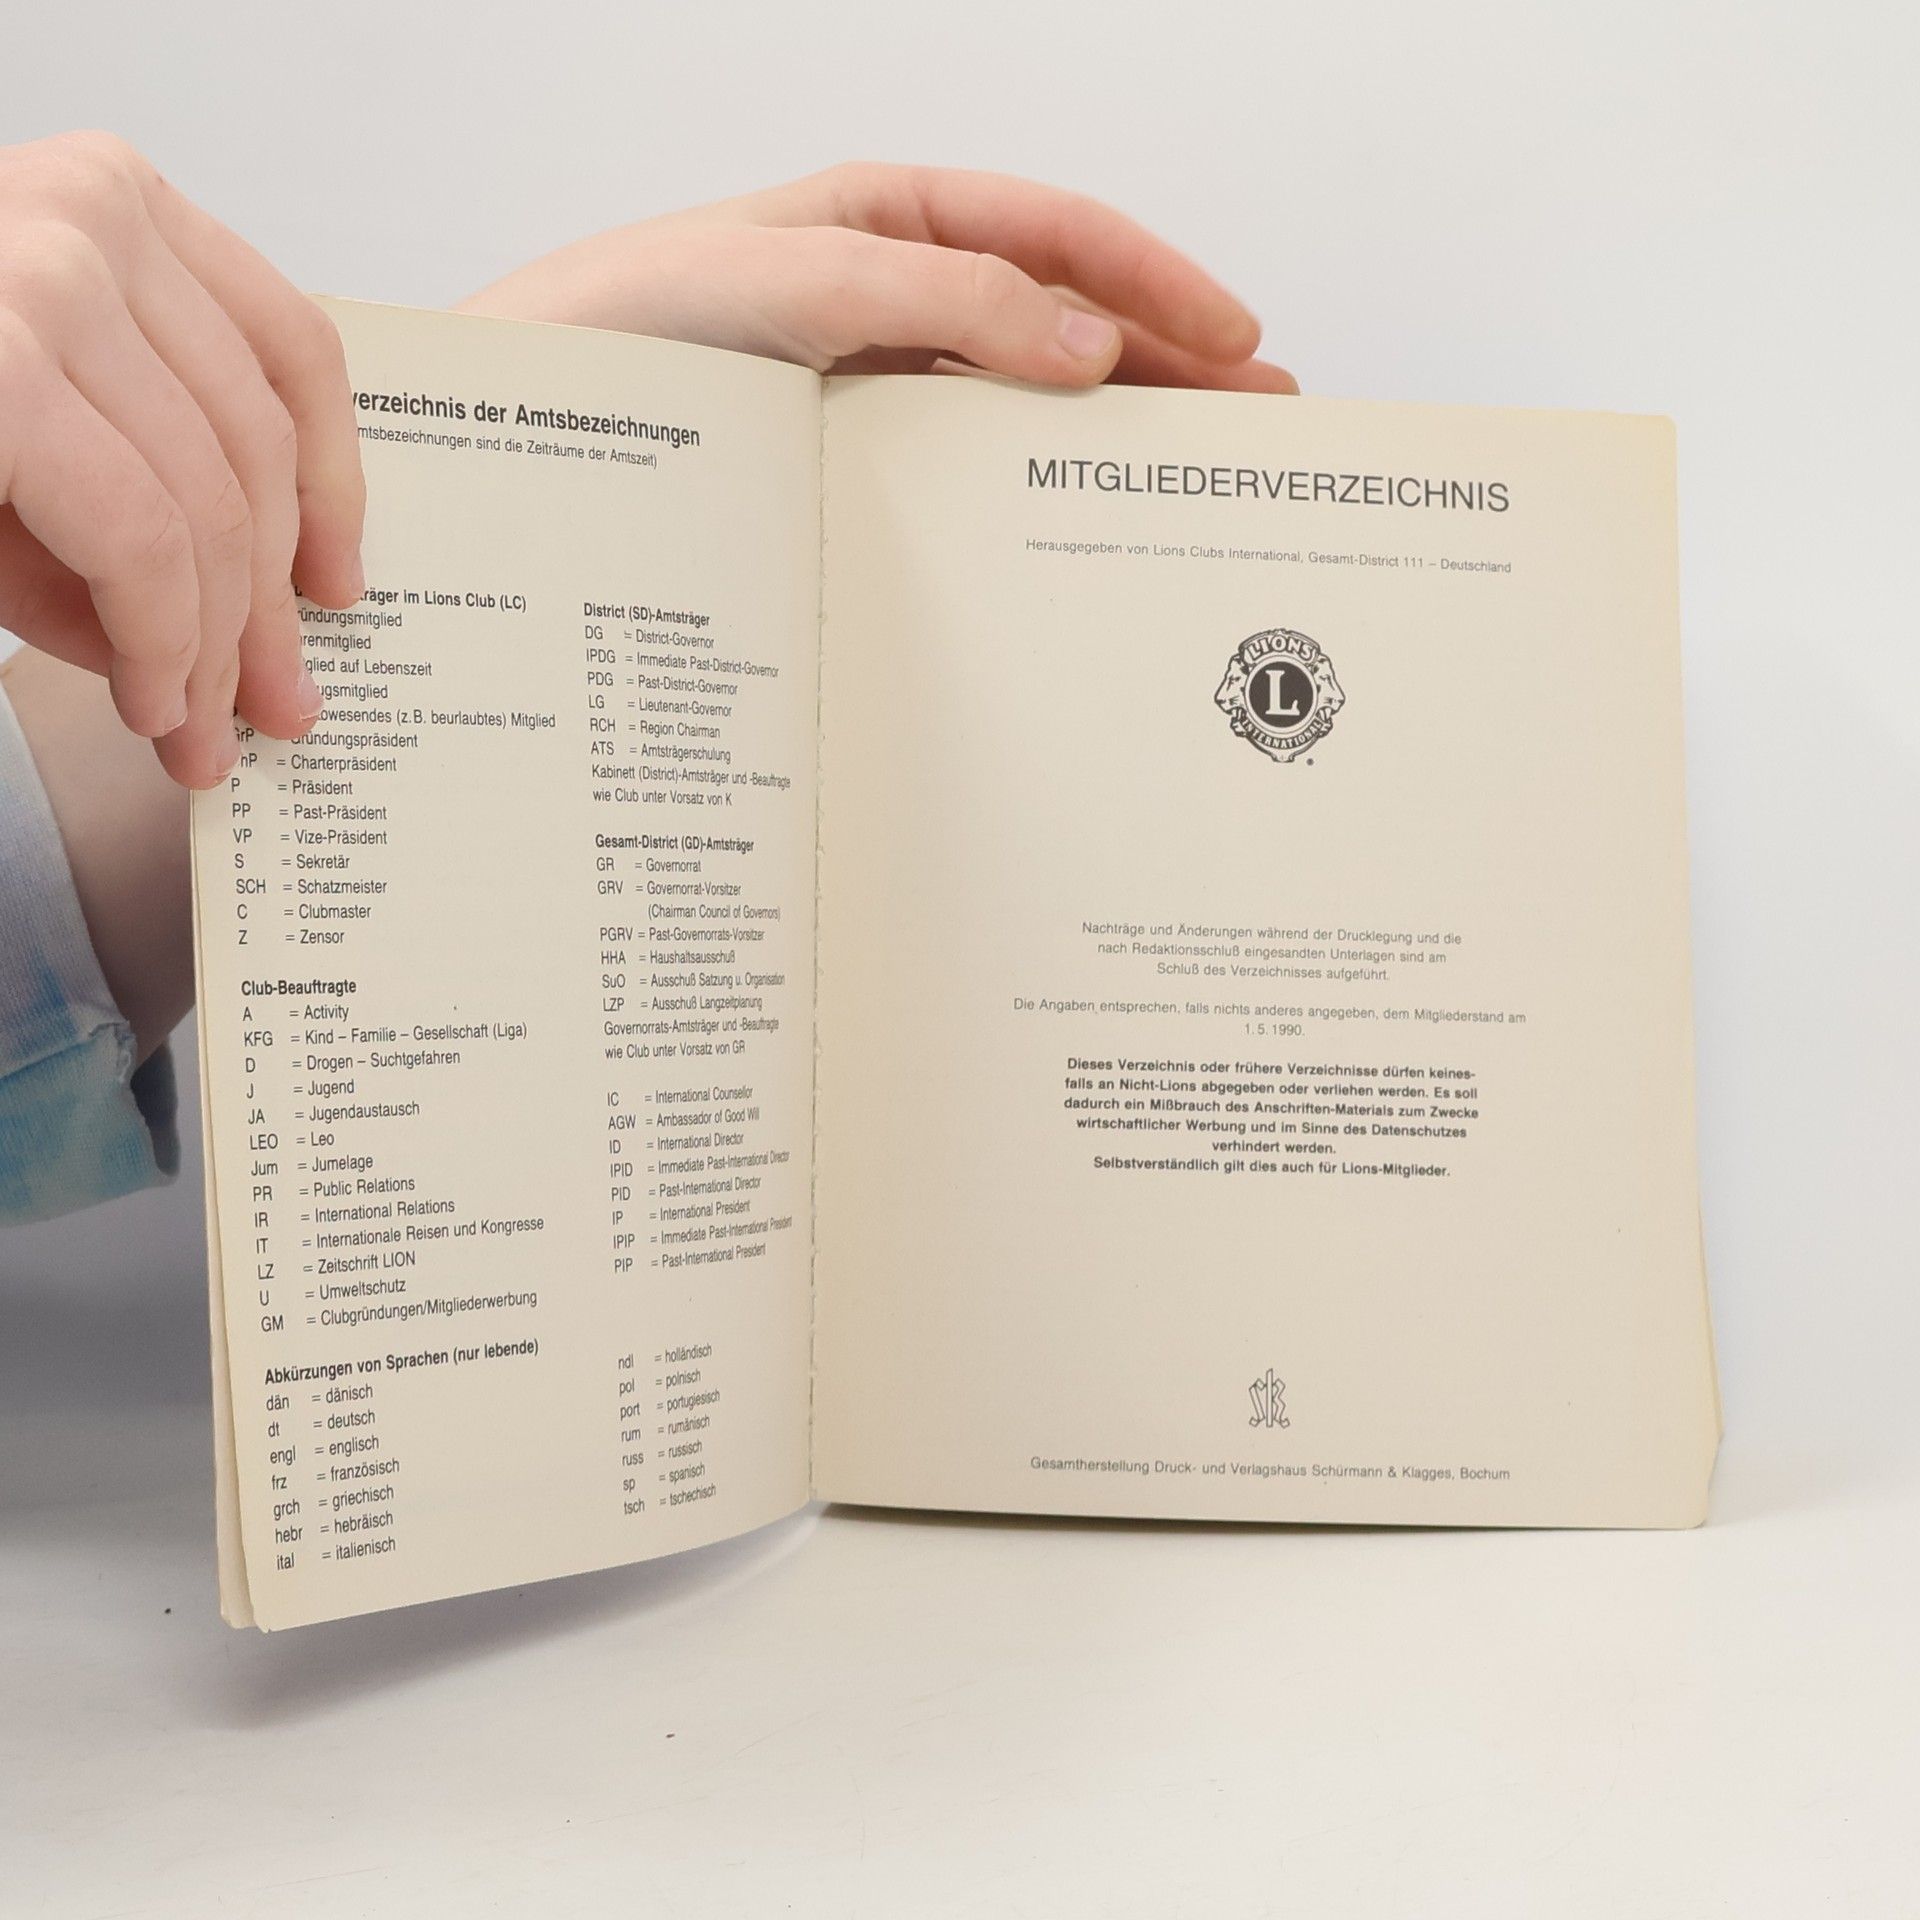 verzeichnis der Amtsbezeichnungen
sind die Zeiträume der Amtszeit)
im Lions Club (LC)
auf Lebenszeit
(z.B. beurlaubtes) Mitglied
Gründungspräsident
= Charterpräsident
P = Präsident
PP = Past-Präsident
VP = Vize-Präsident
S = Sekretär
SCH = Schatzmeister
C = Clubmaster
Z = Zensor
Club-Beauftragte
A = Activity
KFG = Kind – Familie – Gesellschaft (Liga)
D = Drogen – Suchtgefahren
J = Jugend
JA = Jugendaustausch
LEO = Leo
Jum = Jumelage
PR = Public Relations
IR = International Relations
IT = Internationale Reisen und Kongresse
LZ = Zeitschrift LION
U = Umweltschutz
GM = Clubgründungen/Mitgliederwerbung
Abkürzungen von Sprachen (nur lebende)
dän = dänisch
dt = deutsch
engl = englisch
frz = französisch
grch = griechisch
hebr = hebräisch
ital = italienisch
District (SD)-Amtsträger
DG = District-Governor
IPDG = Immediate Past-District-Governor
PDG = Past-District-Governor
LG = Lieutenant-Governor
RCH = Region Chairman
ATS = Amtsträgerschulung
Kabinett (District)-Amtsträger und -Beauftragte
wie Club unter Vorsatz von K
Gesamt-District (GD)-Amtsträger
GR = Governorrat
GRV = Governorrat-Vorsitzer
(Chairman Council of Governors)
PGRV = Past-Governorrats-Vorsitzer
HHA = Haushaltsausschuß
SuO = Ausschuß Satzung u. Organisation
LZP = Ausschuß Langzeitplanung
Governorrats-Amtsträger und -Beauftragte
wie Club unter Vorsatz von GR
IC = International Counsellor
AGW = Ambassador of Good Will
ID = International Director
IPID = Immediate Past-International Director
PID = Past-International Director
IP = International President
IPIP = Immediate Past-International President
PIP = Past-International President
ndl = holländisch
pol = polnisch
port = portugiesisch
rum = rumänisch
russ = russisch
sp = spanisch
tsch = tschechisch
MITGLIEDERVERZEICHNIS
Herausgegeben von Lions Clubs International, Gesamt-District 111 – Deutschland
LIONS
L
INTERNATIONAL
Nachträge und Änderungen während der Drucklegung und die
nach Redaktionsschluß eingesandten Unterlagen sind am
Schluß des Verzeichnisses aufgeführt.
Die Angaben entsprechen, falls nichts anderes angegeben, dem Mitgliederstand am
1.5.1990.
Dieses Verzeichnis oder frühere Verzeichnisse dürfen keines-
falls an Nicht-Lions abgegeben oder verliehen werden. Es soll
dadurch ein Mißbrauch des Anschriften-Materials zum Zwecke
wirtschaftlicher Werbung und im Sinne des Datenschutzes
verhindert werden.
Selbstverständlich gilt dies auch für Lions-Mitglieder.
Gesamtherstellung Druck- und Verlagshaus Schürmann & Klagges, Bochum